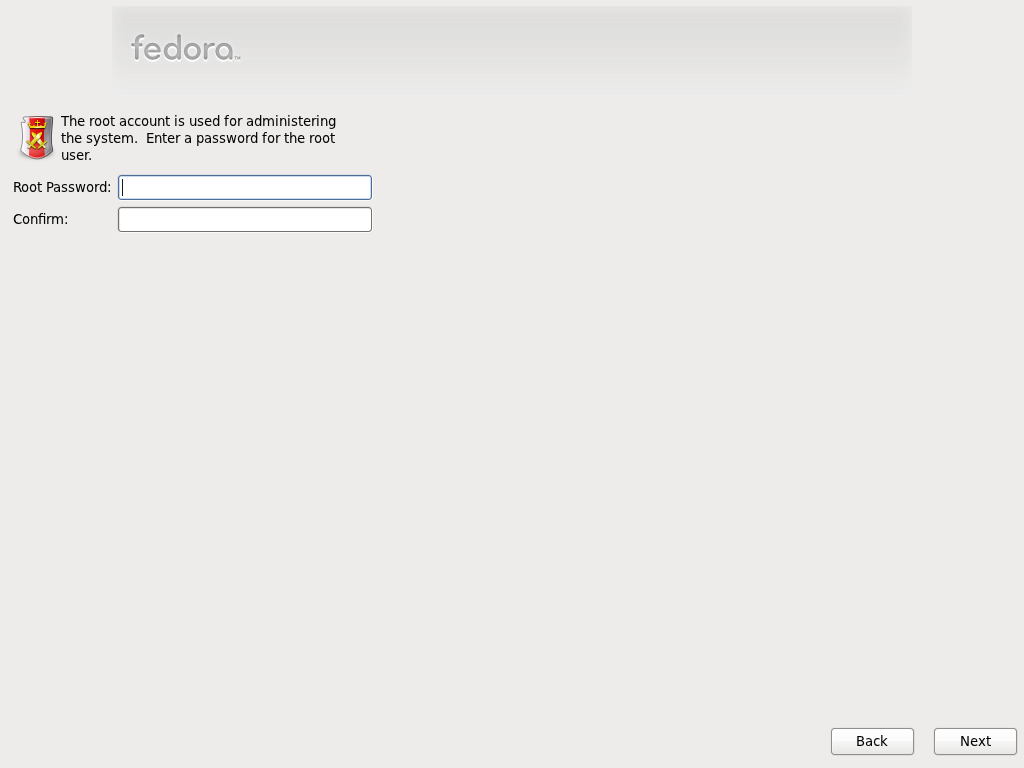 fedora™
The root account is used for administering
the system.  Enter a password for the root
user.
Root Password:
Confirm:
Back
Next